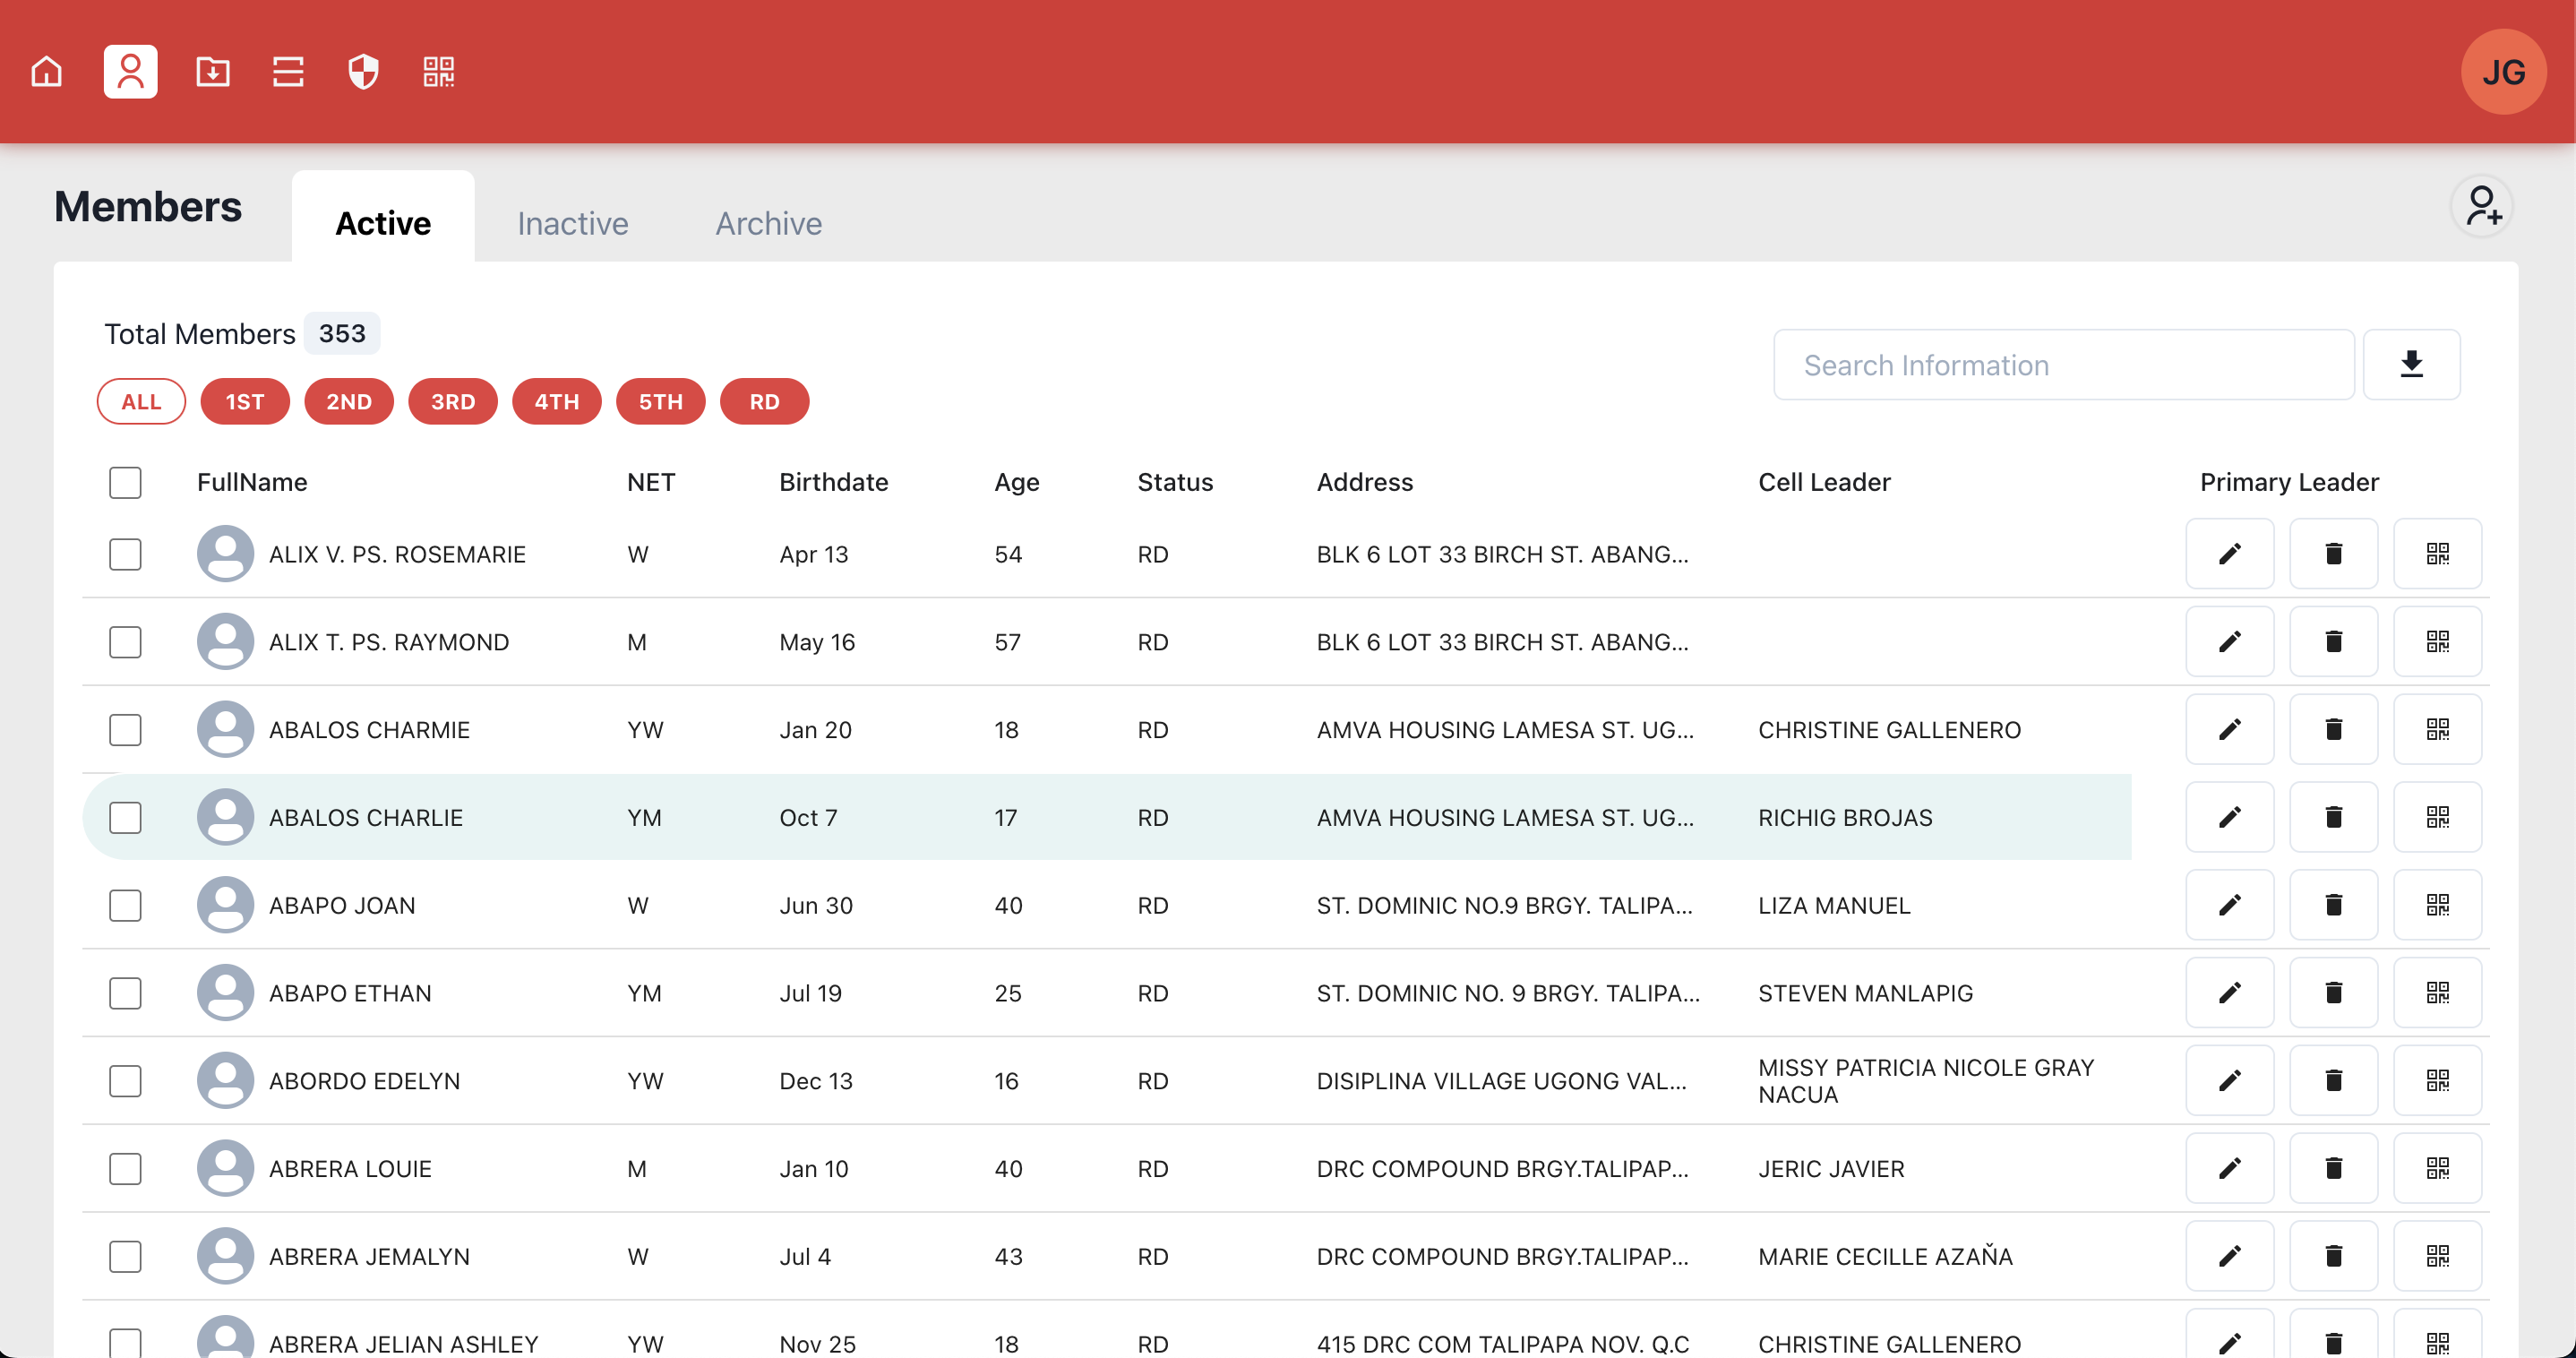 JG
Members Active Inactive Archive
Total Members 353
Search Information
ALL 1ST 2ND 3RD 4TH 5TH RD
FullName NET Birthdate Age Status Address Cell Leader Primary Leader
ALIX V. PS. ROSEMARIE W Apr 13 54 RD BLK 6 LOT 33 BIRCH ST. ABANG...
ALIX T. PS. RAYMOND M May 16 57 RD BLK 6 LOT 33 BIRCH ST. ABANG...
ABALOS CHARMIE YW Jan 20 18 RD AMVA HOUSING LAMESA ST. UG... CHRISTINE GALLENERO
ABALOS CHARLIE YM Oct 7 17 RD AMVA HOUSING LAMESA ST. UG... RICHIG BROJAS
ABAPO JOAN W Jun 30 40 RD ST. DOMINIC NO.9 BRGY. TALIPA... LIZA MANUEL
ABAPO ETHAN YM Jul 19 25 RD ST. DOMINIC NO. 9 BRGY. TALIPA... STEVEN MANLAPIG
ABORDO EDELYN YW Dec 13 16 RD DISIPLINA VILLAGE UGONG VAL... MISSY PATRICIA NICOLE GRAY
NACUA
ABRERA LOUIE M Jan 10 40 RD DRC COMPOUND BRGY.TALIPAP... JERIC JAVIER
ABRERA JEMALYN W Jul 4 43 RD DRC COMPOUND BRGY.TALIPAP... MARIE CECILLE AZAŇA
ABRERA JELIAN ASHLEY YW Nov 25 18 RD 415 DRC COM TALIPAPA NOV. Q.C CHRISTINE GALLENERO